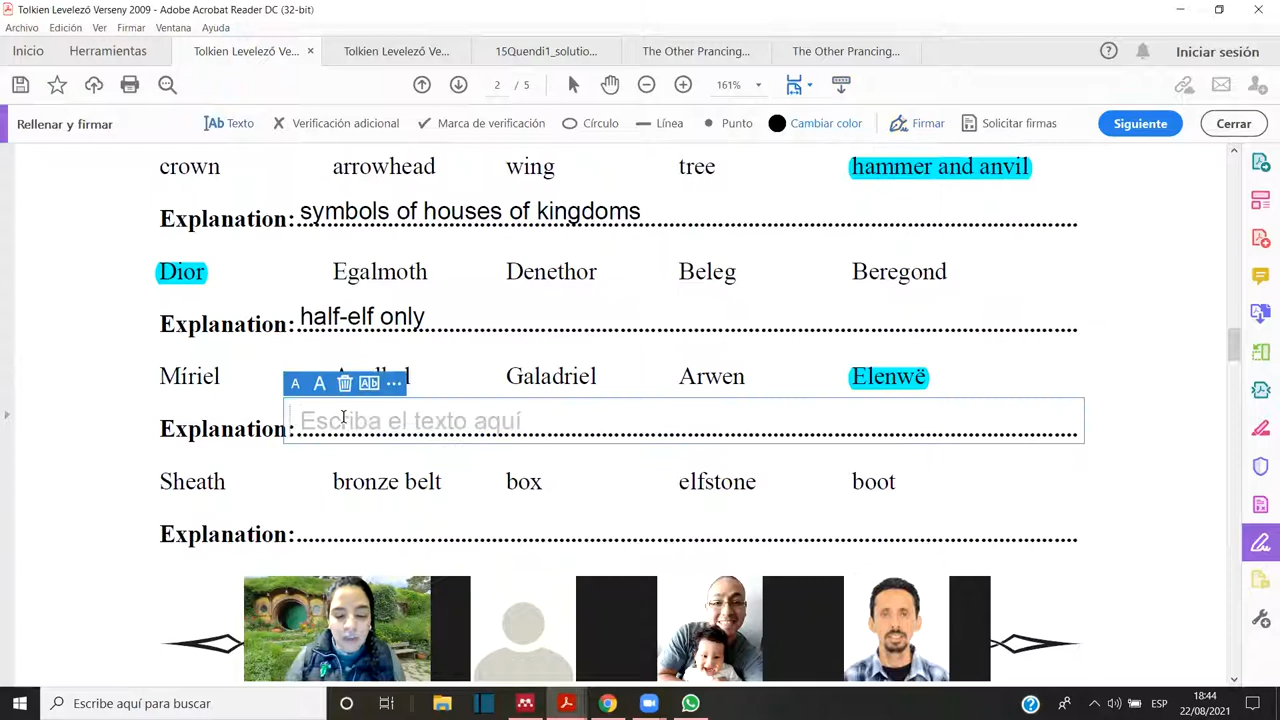 Tolkien Levelező Verseny 2009 - Adobe Acrobat Reader DC (32-bit)
Archivo Edición Ver Firmar Ventana Ayuda
Inicio Herramientas Tolkien Levelező Ve... × Tolkien Levelező Ve... 15Quendi1_solutio... The Other Prancing... The Other Prancing... Iniciar sesión
2 / 5 161%
Rellenar y firmar Ab Texto Verificación adicional Marca de verificación Círculo Línea Punto Cambiar color Firmar Solicitar firmas Siguiente Cerrar
crown arrowhead wing tree hammer and anvil
Explanation: symbols of houses of kingdoms
Dior Egalmoth Denethor Beleg Beregond
Explanation: half-elf only
Míriel Galadriel Arwen Elenwë
A A Ab ...
Explanation: Escriba el texto aquí
Sheath bronze belt box elfstone boot
Explanation:
Escribe aquí para buscar ESP 18:44
22/08/2021